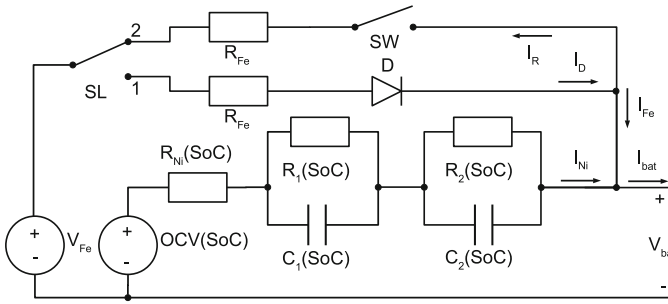 2
R_Fe
SW
I_R
D
I_D
SL
1
R_Fe
I_Fe
R_Ni(SoC)
R_1(SoC)
R_2(SoC)
I_Ni
I_bat
C_1(SoC)
C_2(SoC)
+
-
V_Fe
+
-
OCV(SoC)
+
V_ba
-